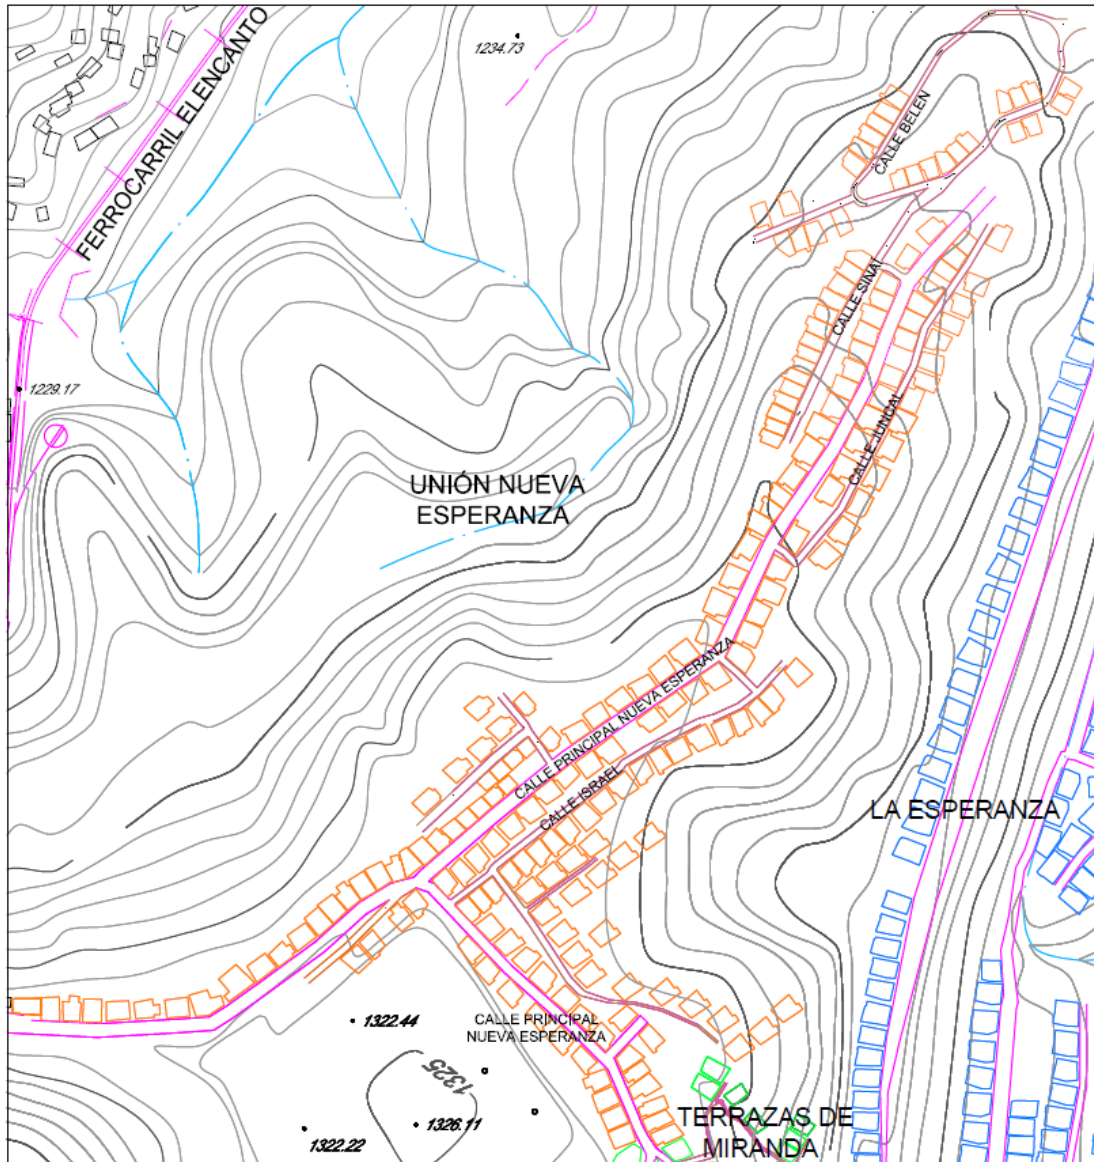 1234.73
FERROCARRIL ELENCANTO
CALLE BELEN
CALLE SINAI
1229.17
CALLE JUNCAL
UNIÓN NUEVA
ESPERANZA
CALLE PRINCIPAL NUEVA ESPERANZA
CALLE ISRAEL
LA ESPERANZA
1322.44
CALLE PRINCIPAL
NUEVA ESPERANZA
1325
1326.11
1322.22
TERRAZAS DE
MIRANDA